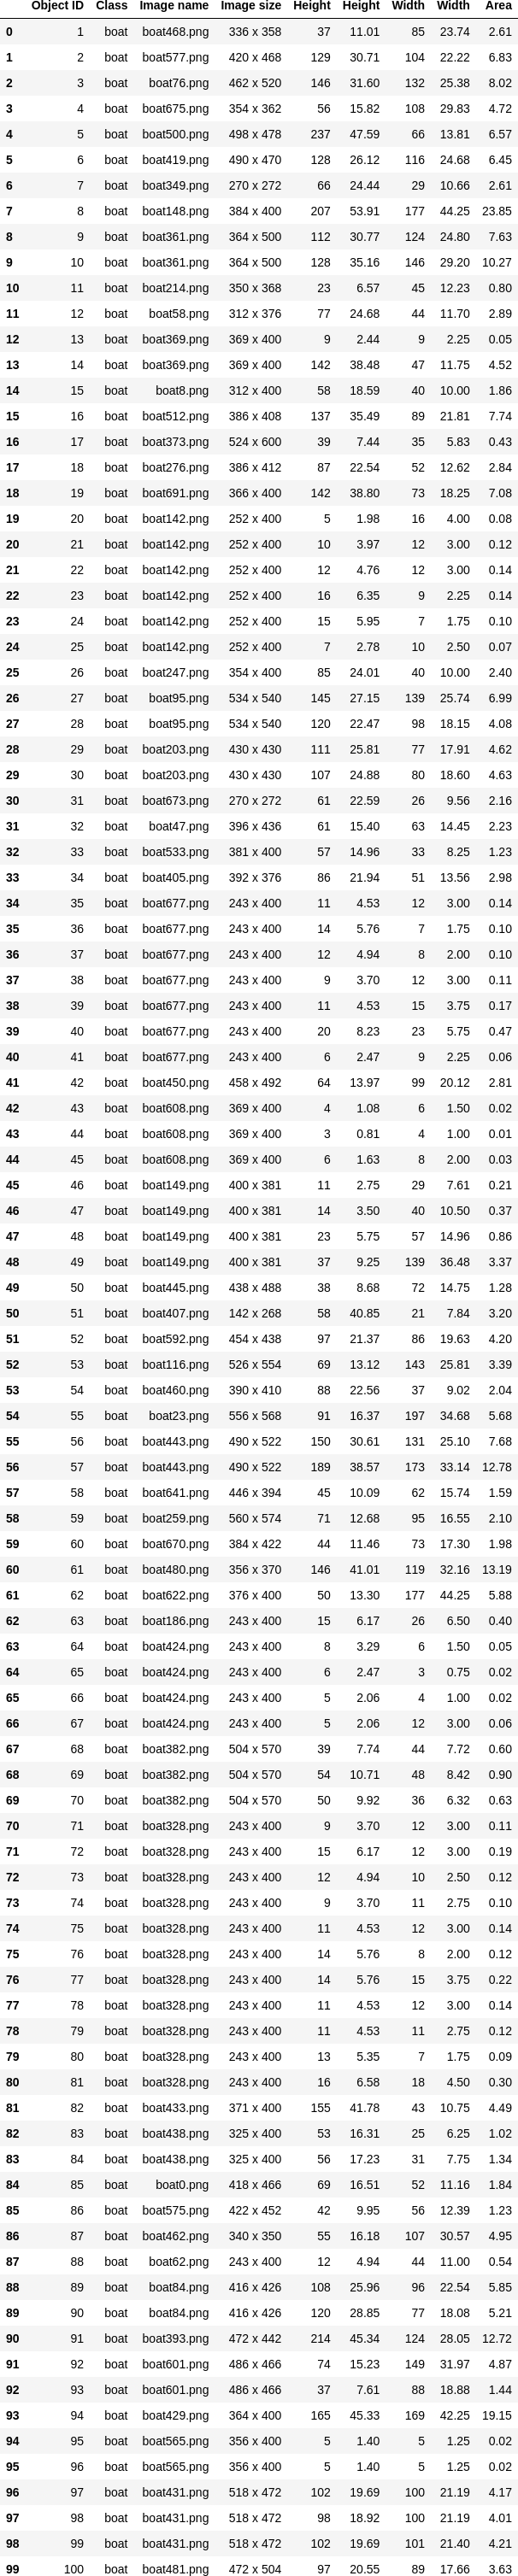 Object ID Class Image name Image size Height Height Width Width Area
0 1 boat boat468.png 336 x 358 37 11.01 85 23.74 2.61
1 2 boat boat577.png 420 x 468 129 30.71 104 22.22 6.83
2 3 boat boat76.png 462 x 520 146 31.60 132 25.38 8.02
3 4 boat boat675.png 354 x 362 56 15.82 108 29.83 4.72
4 5 boat boat500.png 498 x 478 237 47.59 66 13.81 6.57
5 6 boat boat419.png 490 x 470 128 26.12 116 24.68 6.45
6 7 boat boat349.png 270 x 272 66 24.44 29 10.66 2.61
7 8 boat boat148.png 384 x 400 207 53.91 177 44.25 23.85
8 9 boat boat361.png 364 x 500 112 30.77 124 24.80 7.63
9 10 boat boat361.png 364 x 500 128 35.16 146 29.20 10.27
10 11 boat boat214.png 350 x 368 23 6.57 45 12.23 0.80
11 12 boat boat58.png 312 x 376 77 24.68 44 11.70 2.89
12 13 boat boat369.png 369 x 400 9 2.44 9 2.25 0.05
13 14 boat boat369.png 369 x 400 142 38.48 47 11.75 4.52
14 15 boat boat8.png 312 x 400 58 18.59 40 10.00 1.86
15 16 boat boat512.png 386 x 408 137 35.49 89 21.81 7.74
16 17 boat boat373.png 524 x 600 39 7.44 35 5.83 0.43
17 18 boat boat276.png 386 x 412 87 22.54 52 12.62 2.84
18 19 boat boat691.png 366 x 400 142 38.80 73 18.25 7.08
19 20 boat boat142.png 252 x 400 5 1.98 16 4.00 0.08
20 21 boat boat142.png 252 x 400 10 3.97 12 3.00 0.12
21 22 boat boat142.png 252 x 400 12 4.76 12 3.00 0.14
22 23 boat boat142.png 252 x 400 16 6.35 9 2.25 0.14
23 24 boat boat142.png 252 x 400 15 5.95 7 1.75 0.10
24 25 boat boat142.png 252 x 400 7 2.78 10 2.50 0.07
25 26 boat boat247.png 354 x 400 85 24.01 40 10.00 2.40
26 27 boat boat95.png 534 x 540 145 27.15 139 25.74 6.99
27 28 boat boat95.png 534 x 540 120 22.47 98 18.15 4.08
28 29 boat boat203.png 430 x 430 111 25.81 77 17.91 4.62
29 30 boat boat203.png 430 x 430 107 24.88 80 18.60 4.63
30 31 boat boat673.png 270 x 272 61 22.59 26 9.56 2.16
31 32 boat boat47.png 396 x 436 61 15.40 63 14.45 2.23
32 33 boat boat533.png 381 x 400 57 14.96 33 8.25 1.23
33 34 boat boat405.png 392 x 376 86 21.94 51 13.56 2.98
34 35 boat boat677.png 243 x 400 11 4.53 12 3.00 0.14
35 36 boat boat677.png 243 x 400 14 5.76 7 1.75 0.10
36 37 boat boat677.png 243 x 400 12 4.94 8 2.00 0.10
37 38 boat boat677.png 243 x 400 9 3.70 12 3.00 0.11
38 39 boat boat677.png 243 x 400 11 4.53 15 3.75 0.17
39 40 boat boat677.png 243 x 400 20 8.23 23 5.75 0.47
40 41 boat boat677.png 243 x 400 6 2.47 9 2.25 0.06
41 42 boat boat450.png 458 x 492 64 13.97 99 20.12 2.81
42 43 boat boat608.png 369 x 400 4 1.08 6 1.50 0.02
43 44 boat boat608.png 369 x 400 3 0.81 4 1.00 0.01
44 45 boat boat608.png 369 x 400 6 1.63 8 2.00 0.03
45 46 boat boat149.png 400 x 381 11 2.75 29 7.61 0.21
46 47 boat boat149.png 400 x 381 14 3.50 40 10.50 0.37
47 48 boat boat149.png 400 x 381 23 5.75 57 14.96 0.86
48 49 boat boat149.png 400 x 381 37 9.25 139 36.48 3.37
49 50 boat boat445.png 438 x 488 38 8.68 72 14.75 1.28
50 51 boat boat407.png 142 x 268 58 40.85 21 7.84 3.20
51 52 boat boat592.png 454 x 438 97 21.37 86 19.63 4.20
52 53 boat boat116.png 526 x 554 69 13.12 143 25.81 3.39
53 54 boat boat460.png 390 x 410 88 22.56 37 9.02 2.04
54 55 boat boat23.png 556 x 568 91 16.37 197 34.68 5.68
55 56 boat boat443.png 490 x 522 150 30.61 131 25.10 7.68
56 57 boat boat443.png 490 x 522 189 38.57 173 33.14 12.78
57 58 boat boat641.png 446 x 394 45 10.09 62 15.74 1.59
58 59 boat boat259.png 560 x 574 71 12.68 95 16.55 2.10
59 60 boat boat670.png 384 x 422 44 11.46 73 17.30 1.98
60 61 boat boat480.png 356 x 370 146 41.01 119 32.16 13.19
61 62 boat boat622.png 376 x 400 50 13.30 177 44.25 5.88
62 63 boat boat186.png 243 x 400 15 6.17 26 6.50 0.40
63 64 boat boat424.png 243 x 400 8 3.29 6 1.50 0.05
64 65 boat boat424.png 243 x 400 6 2.47 3 0.75 0.02
65 66 boat boat424.png 243 x 400 5 2.06 4 1.00 0.02
66 67 boat boat424.png 243 x 400 5 2.06 12 3.00 0.06
67 68 boat boat382.png 504 x 570 39 7.74 44 7.72 0.60
68 69 boat boat382.png 504 x 570 54 10.71 48 8.42 0.90
69 70 boat boat382.png 504 x 570 50 9.92 36 6.32 0.63
70 71 boat boat328.png 243 x 400 9 3.70 12 3.00 0.11
71 72 boat boat328.png 243 x 400 15 6.17 12 3.00 0.19
72 73 boat boat328.png 243 x 400 12 4.94 10 2.50 0.12
73 74 boat boat328.png 243 x 400 9 3.70 11 2.75 0.10
74 75 boat boat328.png 243 x 400 11 4.53 12 3.00 0.14
75 76 boat boat328.png 243 x 400 14 5.76 8 2.00 0.12
76 77 boat boat328.png 243 x 400 14 5.76 15 3.75 0.22
77 78 boat boat328.png 243 x 400 11 4.53 12 3.00 0.14
78 79 boat boat328.png 243 x 400 11 4.53 11 2.75 0.12
79 80 boat boat328.png 243 x 400 13 5.35 7 1.75 0.09
80 81 boat boat328.png 243 x 400 16 6.58 18 4.50 0.30
81 82 boat boat433.png 371 x 400 155 41.78 43 10.75 4.49
82 83 boat boat438.png 325 x 400 53 16.31 25 6.25 1.02
83 84 boat boat438.png 325 x 400 56 17.23 31 7.75 1.34
84 85 boat boat0.png 418 x 466 69 16.51 52 11.16 1.84
85 86 boat boat575.png 422 x 452 42 9.95 56 12.39 1.23
86 87 boat boat462.png 340 x 350 55 16.18 107 30.57 4.95
87 88 boat boat62.png 243 x 400 12 4.94 44 11.00 0.54
88 89 boat boat84.png 416 x 426 108 25.96 96 22.54 5.85
89 90 boat boat84.png 416 x 426 120 28.85 77 18.08 5.21
90 91 boat boat393.png 472 x 442 214 45.34 124 28.05 12.72
91 92 boat boat601.png 486 x 466 74 15.23 149 31.97 4.87
92 93 boat boat601.png 486 x 466 37 7.61 88 18.88 1.44
93 94 boat boat429.png 364 x 400 165 45.33 169 42.25 19.15
94 95 boat boat565.png 356 x 400 5 1.40 5 1.25 0.02
95 96 boat boat565.png 356 x 400 5 1.40 5 1.25 0.02
96 97 boat boat431.png 518 x 472 102 19.69 100 21.19 4.17
97 98 boat boat431.png 518 x 472 98 18.92 100 21.19 4.01
98 99 boat boat431.png 518 x 472 102 19.69 101 21.40 4.21
99 100 boat boat481.png 472 x 504 97 20.55 89 17.66 3.63